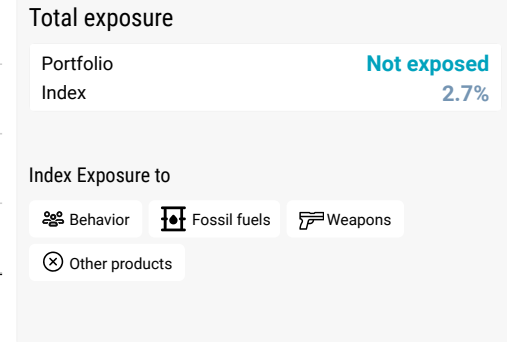 Total exposure
Portfolio Not exposed
Index 2.7%
Index Exposure to
Behavior Fossil fuels Weapons
Other products